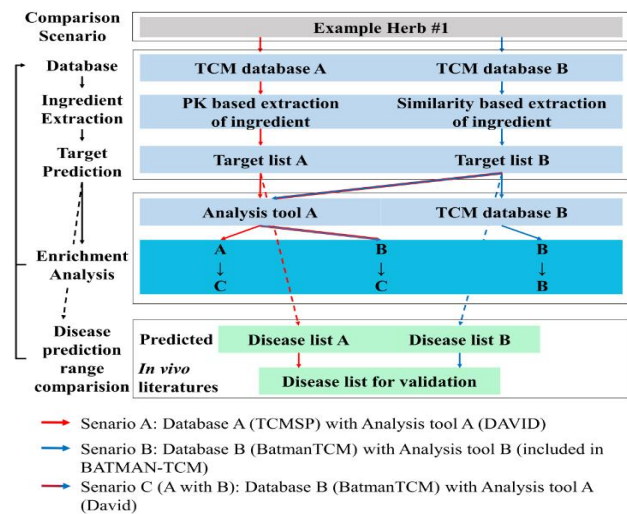 Comparison
Scenario
Example Herb #1
Database
TCM database A
TCM database B
Ingredient
Extraction
PK based extraction
of ingredient
Similarity based extraction
of ingredient
Target
Prediction
Target list A
Target list B
Analysis tool A
TCM database B
Enrichment
Analysis
A
B
B
↓
↓
↓
C
C
B
Disease
prediction
range
comparision
Predicted
Disease list A
Disease list B
In vivo
literatures
Disease list for validation
Senario A: Database A (TCMSP) with Analysis tool A (DAVID)
Senario B: Database B (BatmanTCM) with Analysis tool B (included in
BATMAN-TCM)
Senario C (A with B): Database B (BatmanTCM) with Analysis tool A
(David)